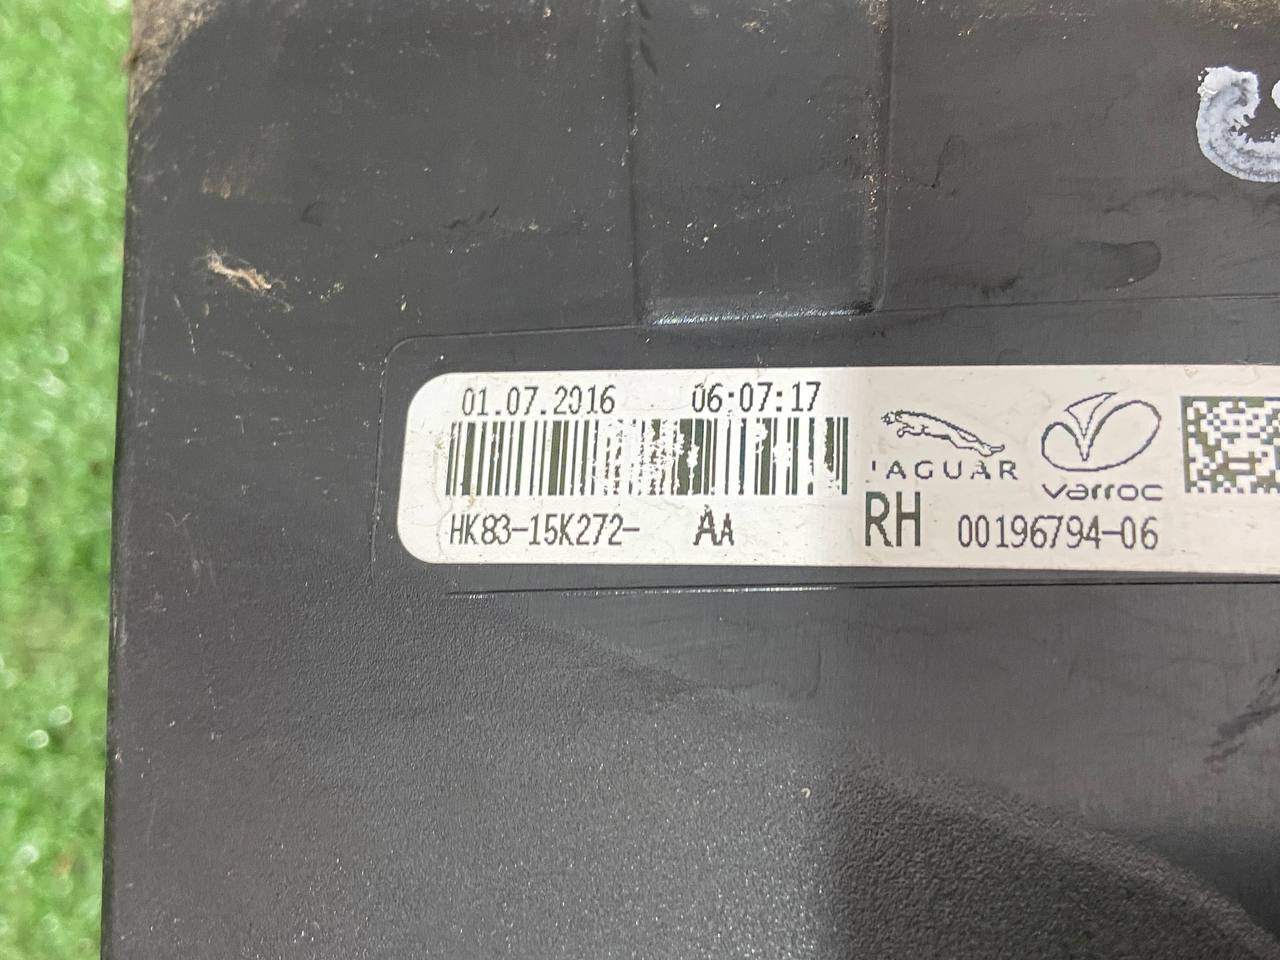 01.07.2016 06:07:17
JAGUAR varroc
HK83-15K272- AA RH 00196794-06